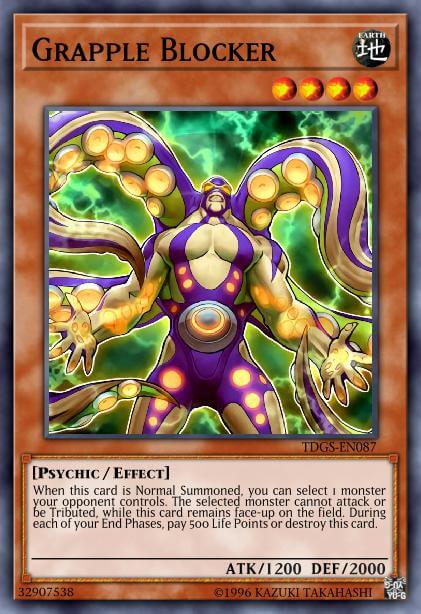 Grapple Blocker
EARTH
地
TDGS-EN087
[Psychic / Effect]
When this card is Normal Summoned, you can select 1 monster
your opponent controls. The selected monster cannot attack or
be Tributed, while this card remains face-up on the field. During
each of your End Phases, pay 500 Life Points or destroy this card.
ATK/1200 DEF/2000
32907538
©1996 KAZUKI TAKAHASHI